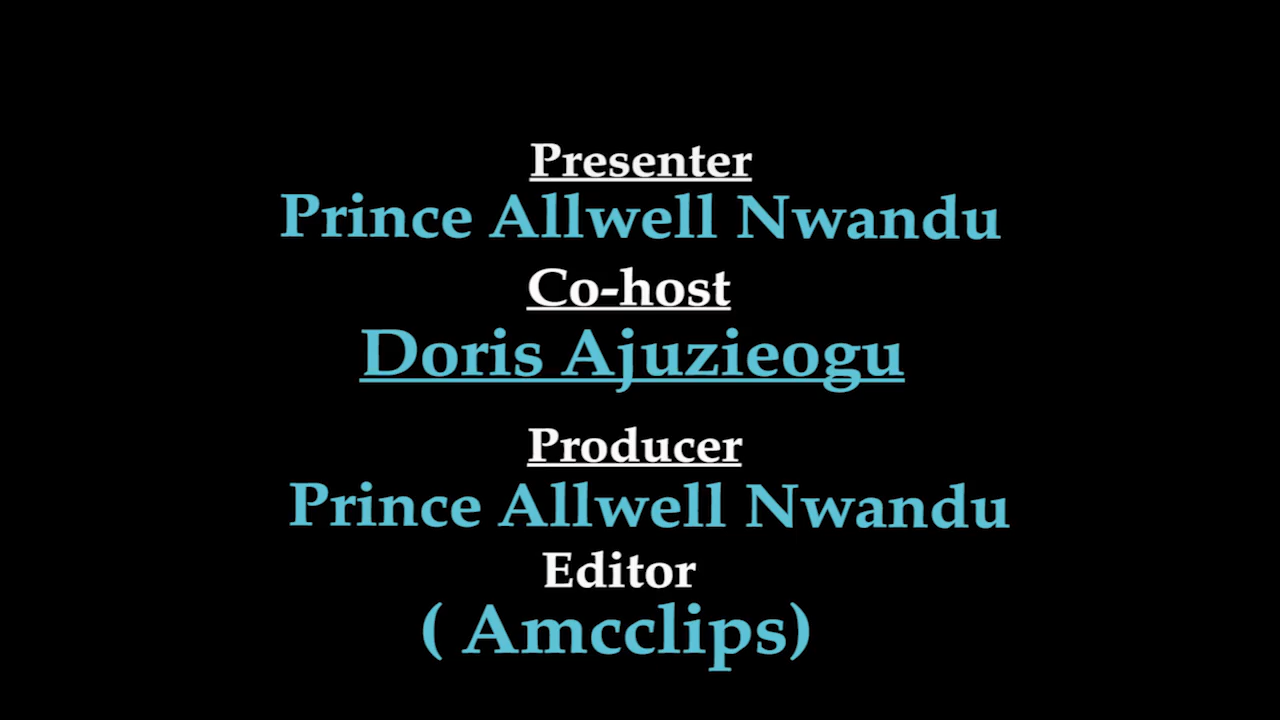 Presenter
Prince Allwell Nwandu
Co-host
Doris Ajuzieogu
Producer
Prince Allwell Nwandu
Editor
( Amcclips)